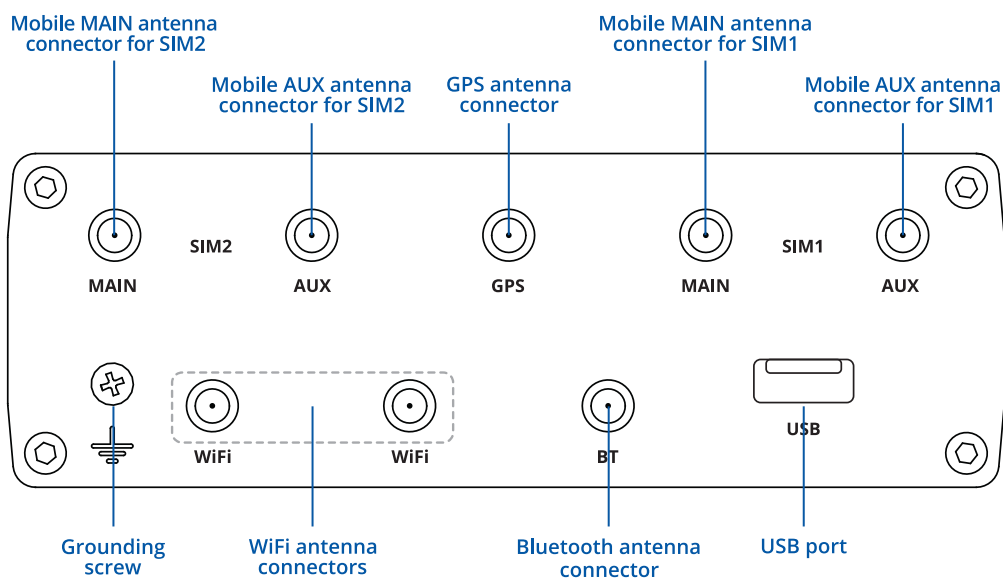 Mobile MAIN antenna
connector for SIM2
Mobile MAIN antenna
connector for SIM1
Mobile AUX antenna
connector for SIM2
GPS antenna
connector
Mobile AUX antenna
connector for SIM1
SIM2
SIM1
MAIN
AUX
GPS
MAIN
AUX
USB
WiFi
WiFi
BT
Grounding
screw
WiFi antenna
connectors
Bluetooth antenna
connector
USB port